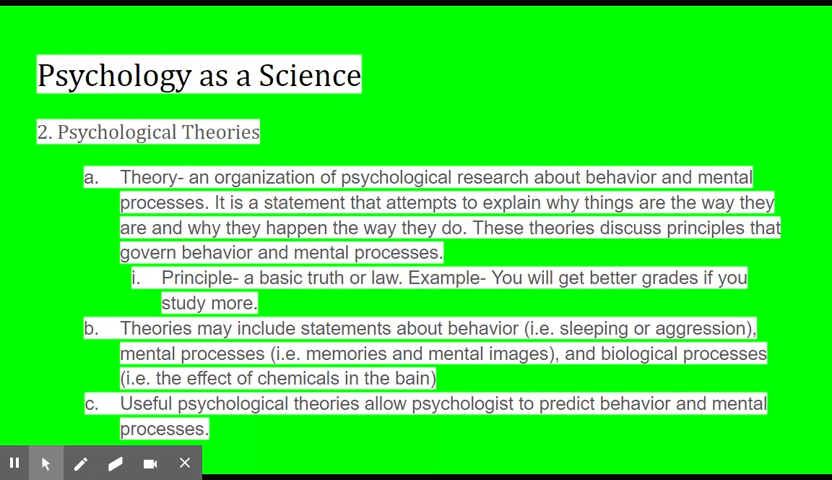 Psychology as a Science
2. Psychological Theories
a. Theory- an organization of psychological research about behavior and mental
processes. It is a statement that attempts to explain why things are the way they
are and why they happen the way they do. These theories discuss principles that
govern behavior and mental processes.
i. Principle- a basic truth or law. Example- You will get better grades if you
study more.
b. Theories may include statements about behavior (i.e. sleeping or aggression),
mental processes (i.e. memories and mental images), and biological processes
(i.e. the effect of chemicals in the bain)
c. Useful psychological theories allow psychologist to predict behavior and mental
processes.